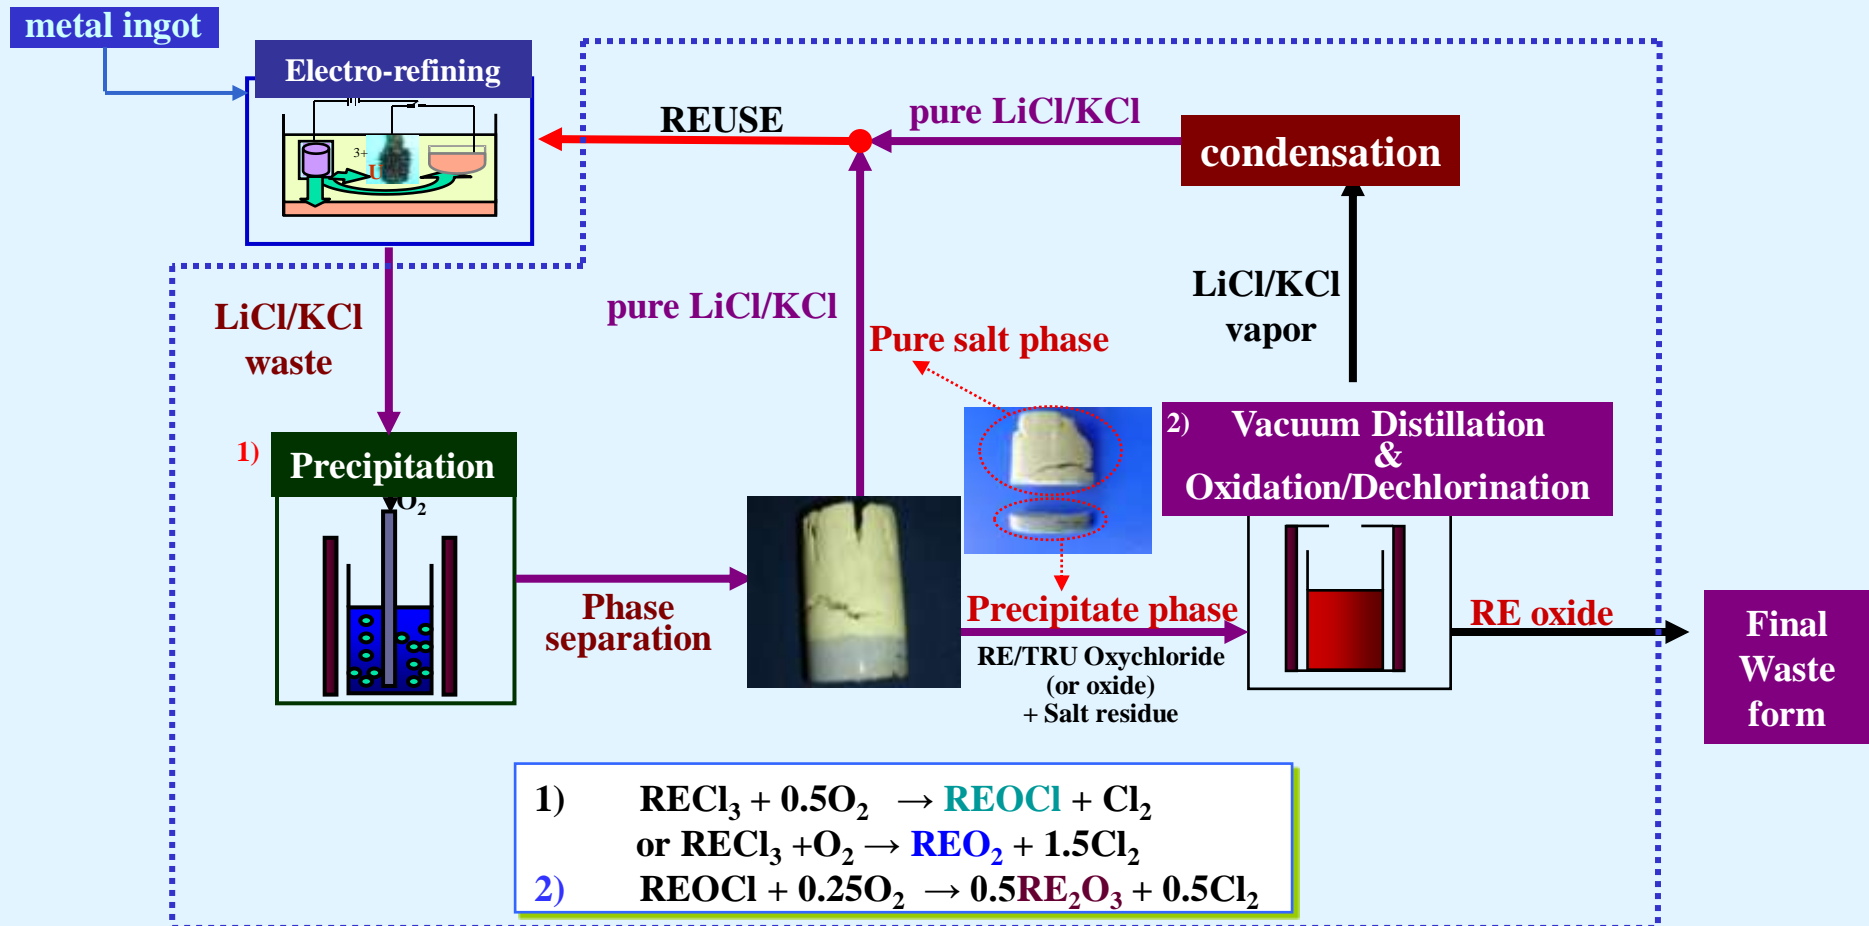 metal ingot
Electro-refining
3+
U
REUSE
pure LiCl/KCl
condensation
LiCl/KCl
waste
pure LiCl/KCl
Pure salt phase
LiCl/KCl
vapor
1)
Precipitation
O₂
Phase
separation
2) Vacuum Distillation
&
Oxidation/Dechlorination
Precipitate phase
RE/TRU Oxychloride
(or oxide)
+ Salt residue
RE oxide
Final
Waste
form
1) RECl₃ + 0.5O₂ → REOCl + Cl₂
or RECl₃ +O₂ → REO₂ + 1.5Cl₂
2) REOCl + 0.25O₂ → 0.5RE₂O₃ + 0.5Cl₂